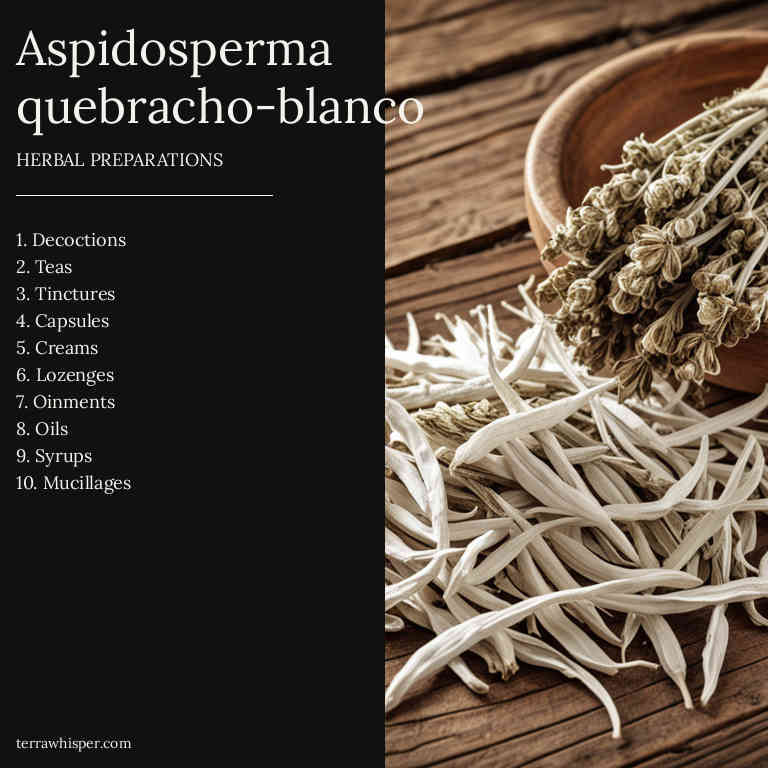 Aspidosperma
quebracho-blanco
HERBAL PREPARATIONS
1. Decoctions
2. Teas
3. Tinctures
4. Capsules
5. Creams
6. Lozenges
7. Oinments
8. Oils
9. Syrups
10. Mucillages
terrawhisper.com